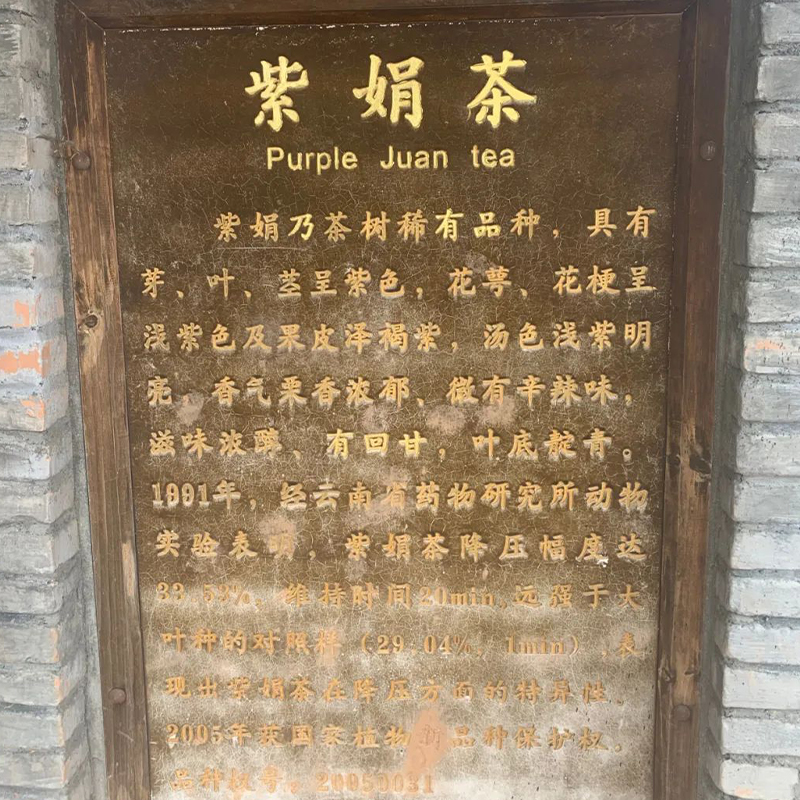 紫娟茶
Purple Juan tea
紫娟乃茶树稀有品种，具有
芽、叶、茎呈紫色，花萼、花梗呈
浅紫色及果皮泽褐紫，汤色浅紫明
亮，香气栗香浓郁、微有辛辣味，
滋味浓醇、有回甘，叶底靛青。
1991年，经云南省药物研究所动物
实验表明，紫娟茶降压幅度达
33.53%，维持时间20min,远强于大
叶种的对照样（29.04%，1min）,表
现出紫娟茶在降压方面的特异性。
2005年获国家植物新品种保护权。
品种权号：20050031